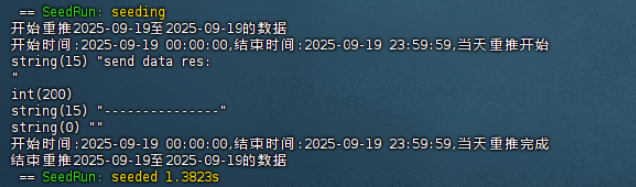 == SeedRun: seeding
开始重推2025-09-19至2025-09-19的数据
开始时间:2025-09-19 00:00:00,结束时间:2025-09-19 23:59:59,当天重推开始
string(15) "send data res:
"
int(200)
string(15) "---------------"
string(0) ""
开始时间:2025-09-19 00:00:00,结束时间:2025-09-19 23:59:59,当天重推完成
结束重推2025-09-19至2025-09-19的数据
== SeedRun: seeded 1.3823s